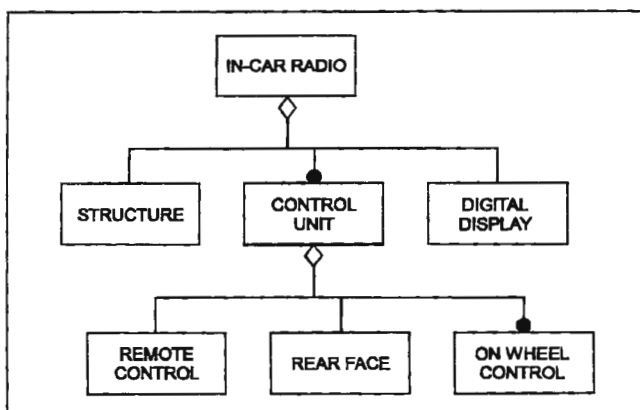 IN-CAR RADIO
STRUCTURE
CONTROL
UNIT
DIGITAL
DISPLAY
REMOTE
CONTROL
REAR FACE
ON WHEEL
CONTROL